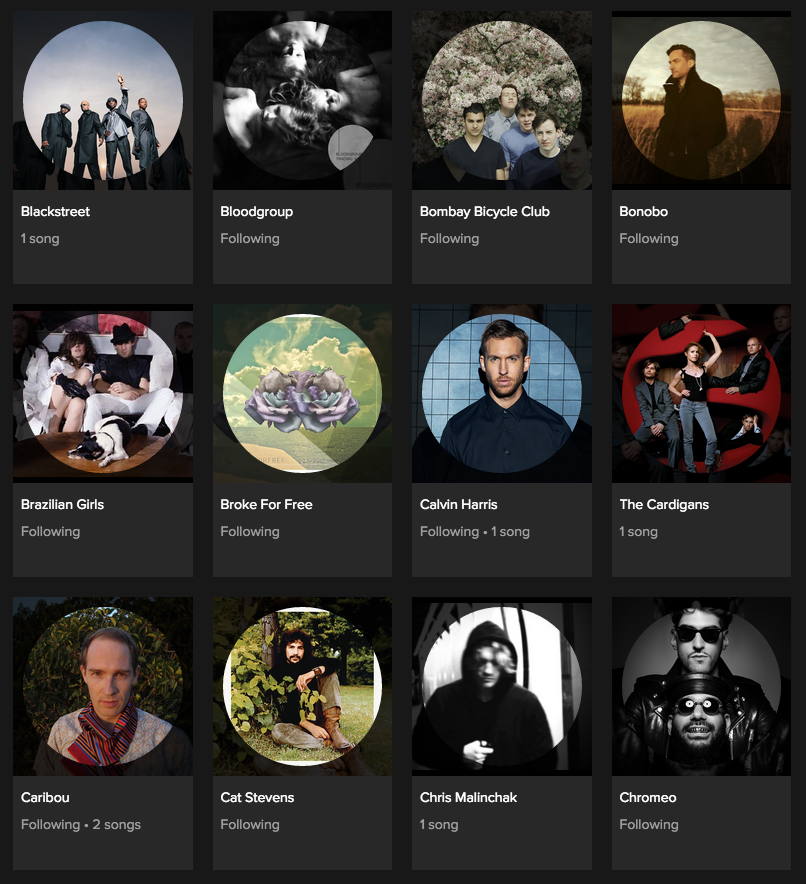 Blackstreet
1 song
Bloodgroup
Following
Bombay Bicycle Club
Following
Bonobo
Following
Brazilian Girls
Following
Broke For Free
Following
Calvin Harris
Following • 1 song
The Cardigans
1 song
Caribou
Following • 2 songs
Cat Stevens
Following
Chris Malinchak
1 song
Chromeo
Following